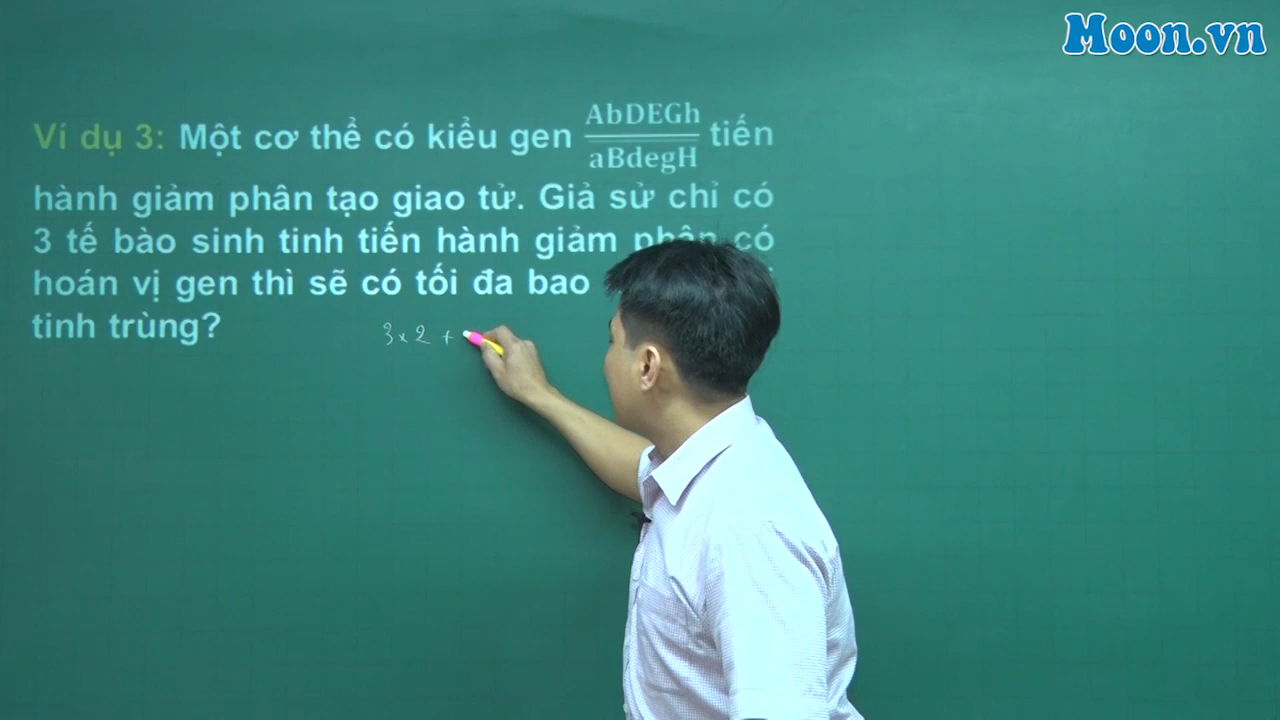 Moon.vn
Ví dụ 3: Một cơ thể có kiểu gen AbDEGh tiến
aBdegH
hành giảm phân tạo giao tử. Giả sử chỉ có
3 tế bào sinh tinh tiến hành giảm phân có
hoán vị gen thì sẽ có tối đa bao
tinh trùng?
3 x 2 +